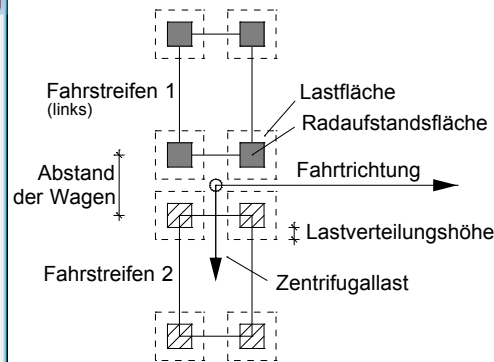 Fahrstreifen 1
(links)
Lastfläche
Radaufstandsfläche
Abstand
der Wagen
Fahrtrichtung
Lastverteilungshöhe
Fahrstreifen 2
Zentrifugallast